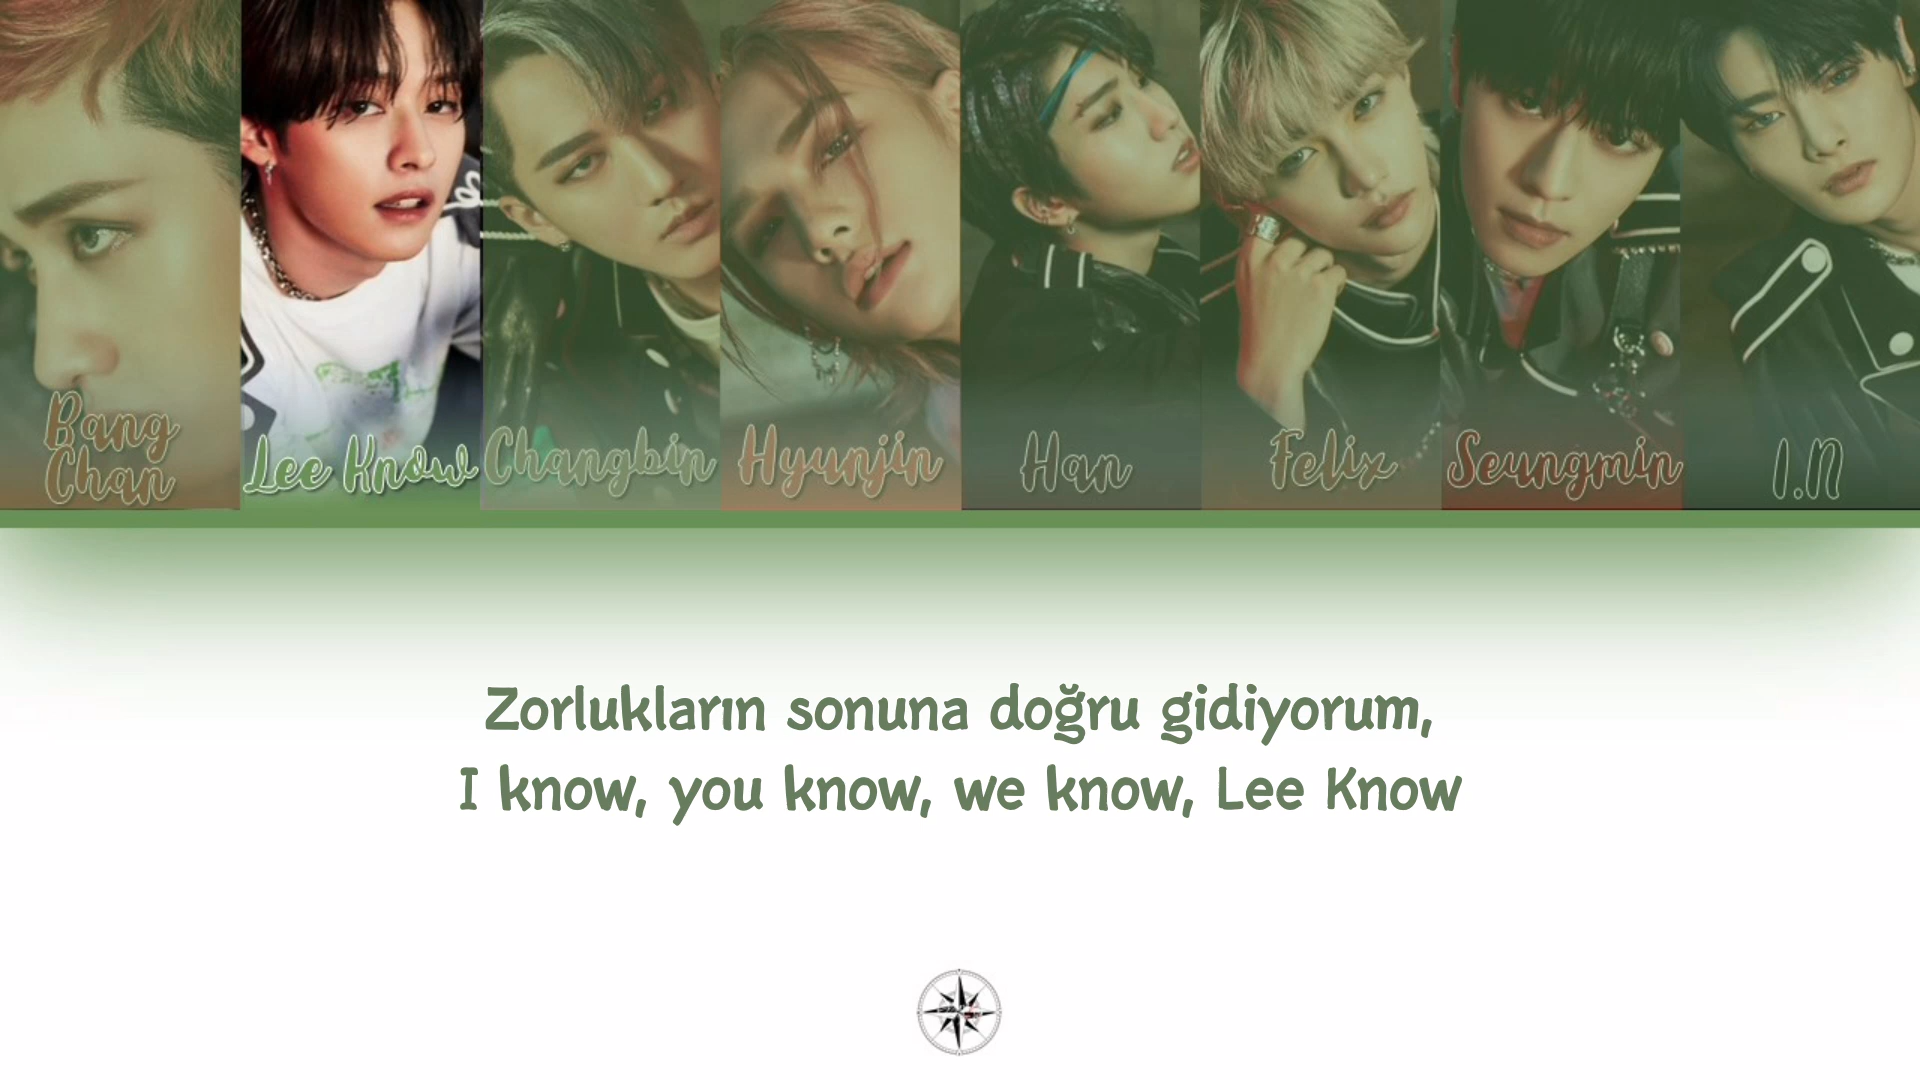 Bang
Chan
Lee Know
Changbin
Hyunjin
Han
Felix
Seungmin
I.N
Zorlukların sonuna doğru gidiyorum,
I know, you know, we know, Lee Know